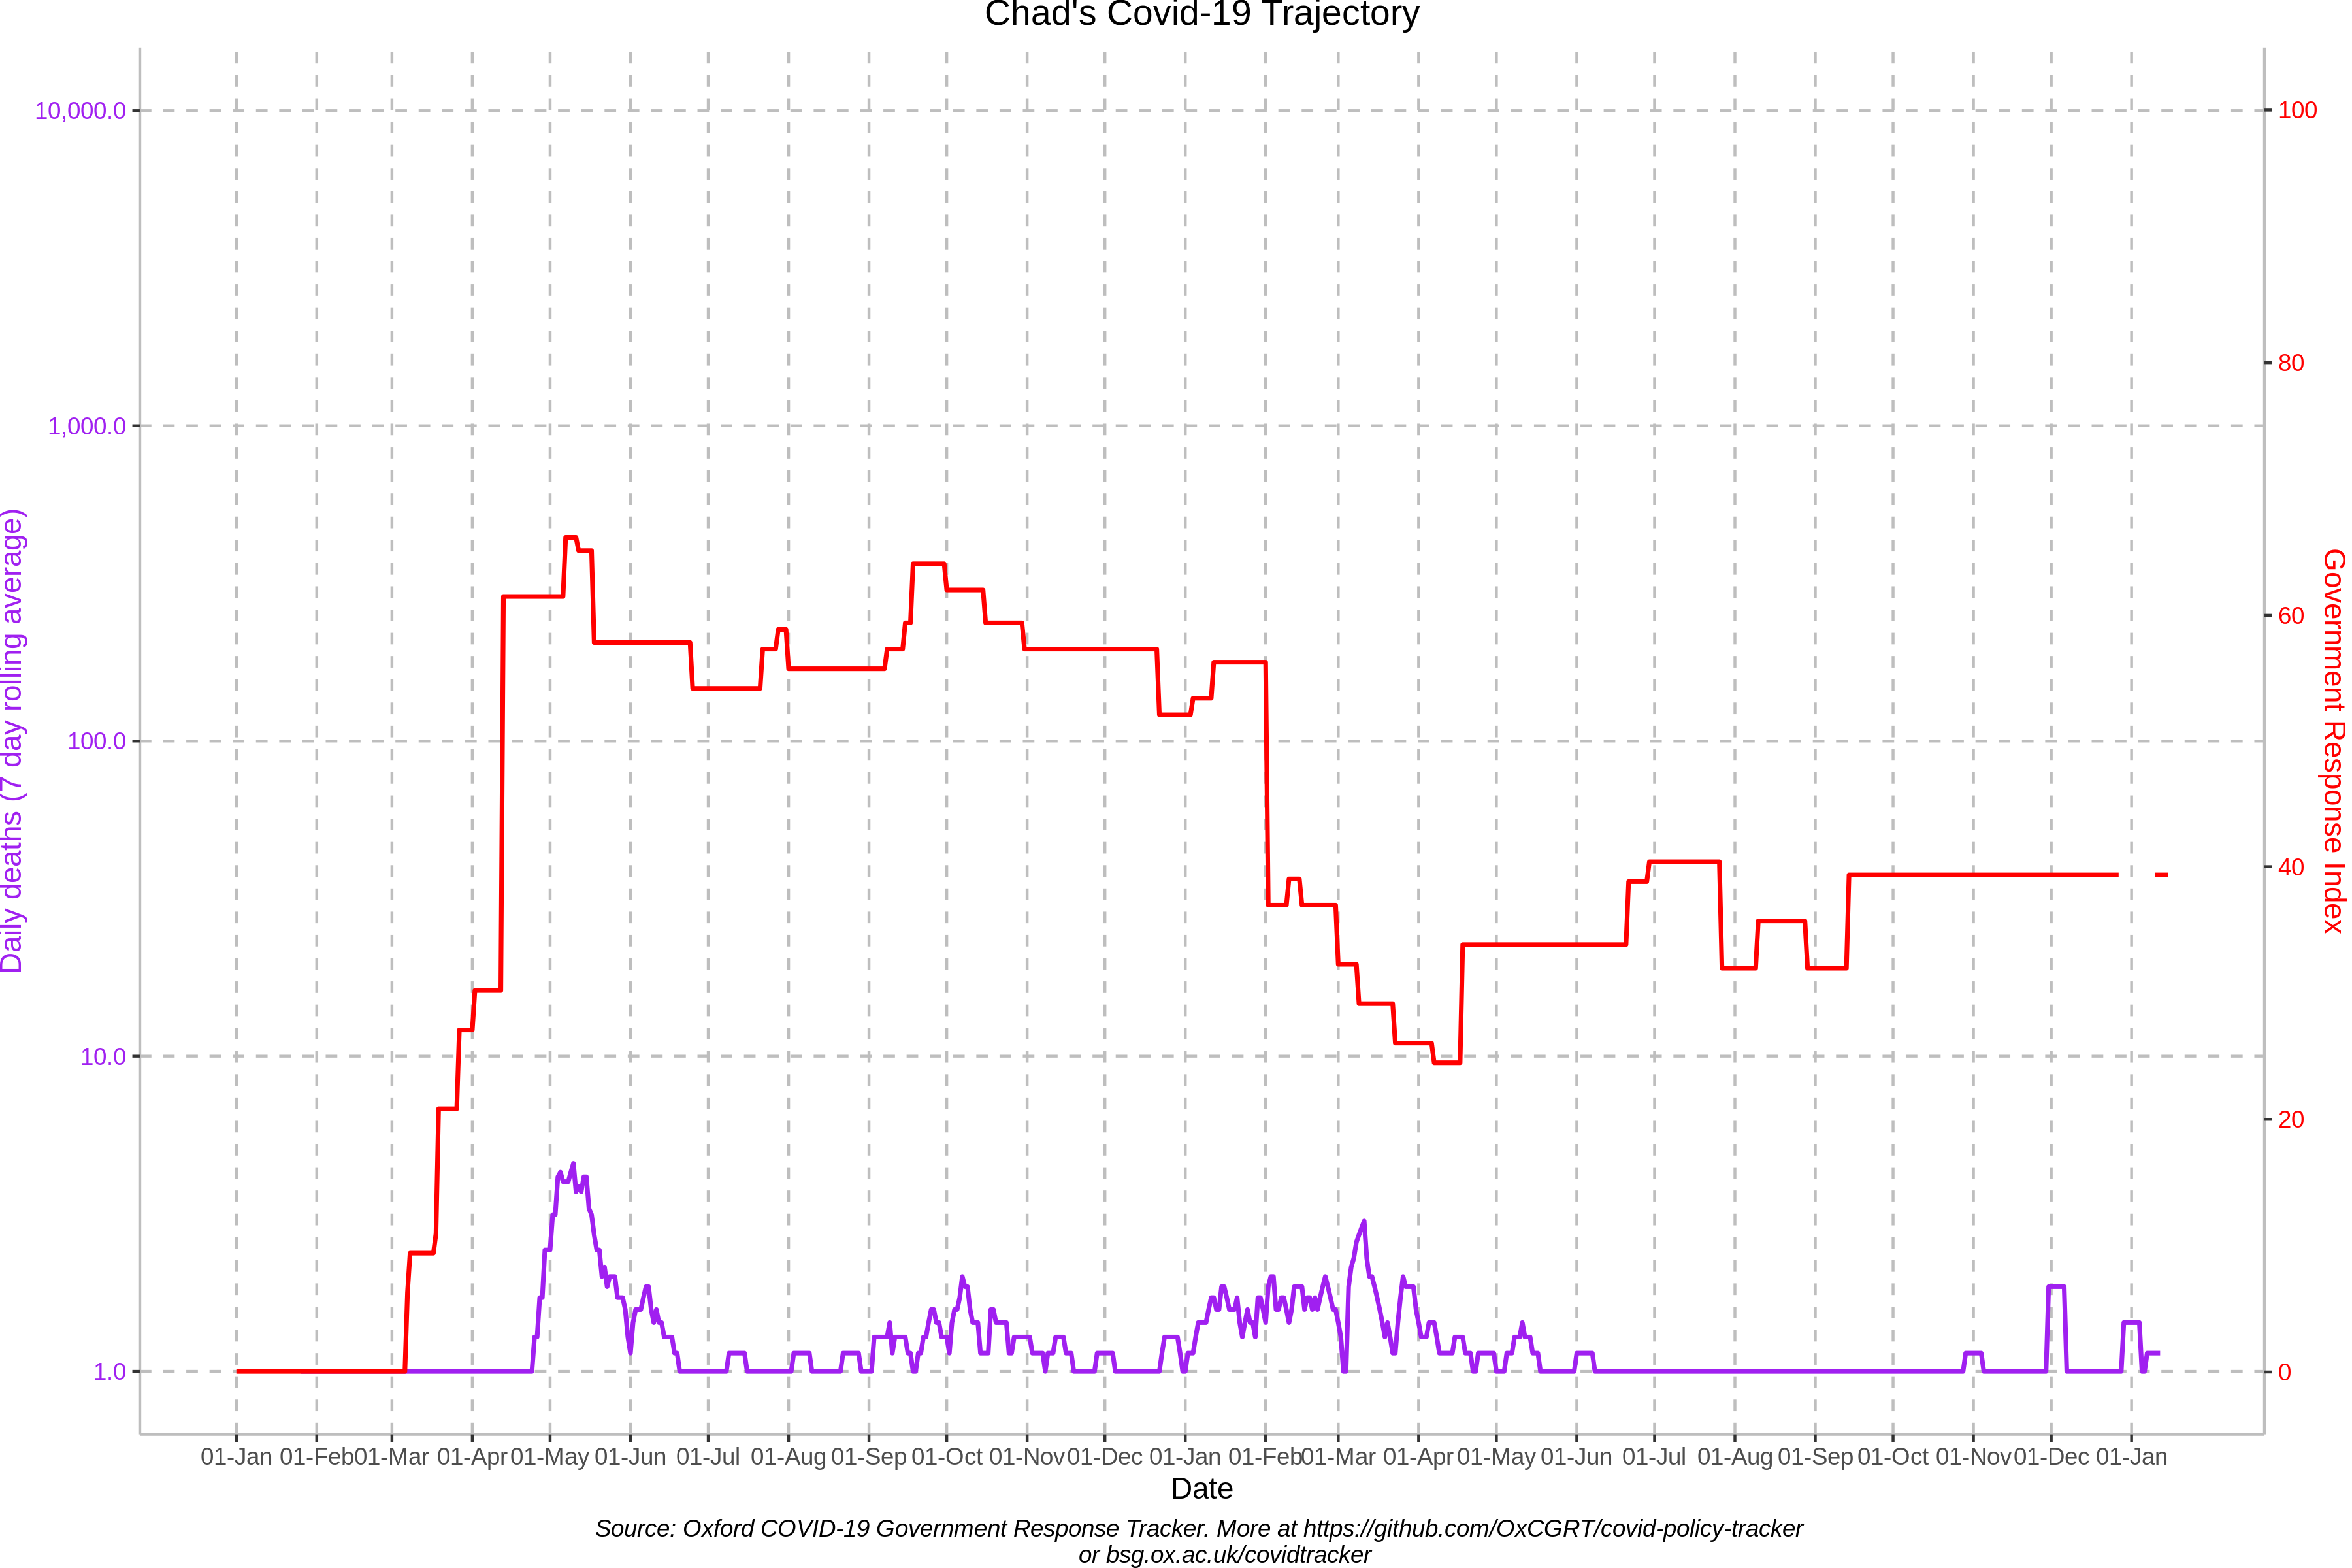 Chad's Covid-19 Trajectory
Daily deaths (7 day rolling average)
10,000.0
1,000.0
100.0
10.0
1.0
100
80
60
40
20
0
Government Response Index
01-Jan 01-Feb 01-Mar 01-Apr 01-May 01-Jun 01-Jul 01-Aug 01-Sep 01-Oct 01-Nov 01-Dec 01-Jan 01-Feb 01-Mar 01-Apr 01-May 01-Jun 01-Jul 01-Aug 01-Sep 01-Oct 01-Nov 01-Dec 01-Jan
Date
Source: Oxford COVID-19 Government Response Tracker. More at https://github.com/OxCGRT/covid-policy-tracker
or bsg.ox.ac.uk/covidtracker